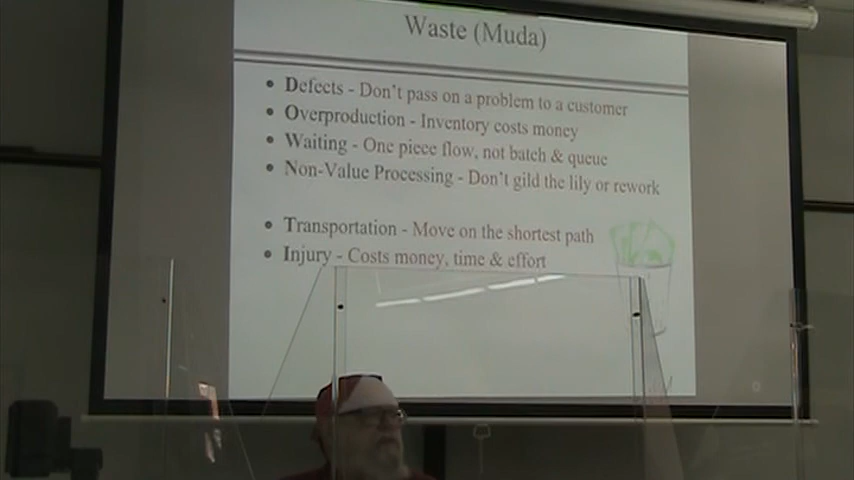 Waste (Muda)
• Defects - Don't pass on a problem to a customer
• Overproduction - Inventory costs money
• Waiting - One piece flow, not batch & queue
• Non-Value Processing - Don't gild the lily or rework
• Transportation - Move on the shortest path
• Injury - Costs money, time & effort